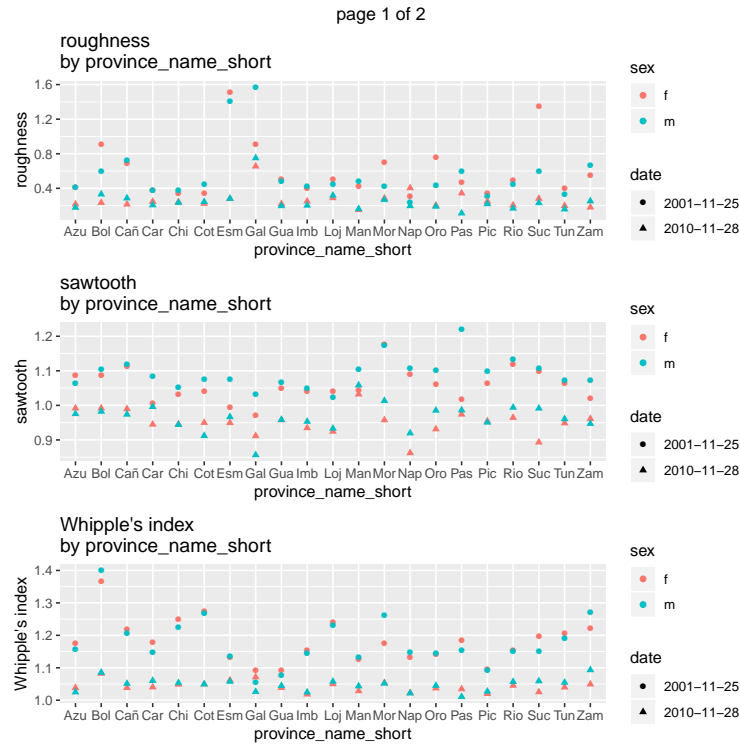 page 1 of 2
roughness
by province_name_short
roughness
1.6
1.2
0.8
0.4
Azu Bol Cañ Car Chi Cot Esm Gal Gua Imb Loj Man Mor Nap Oro Pas Pic Rio Suc Tun Zam
province_name_short
sex
f
m
date
2001-11-25
2010-11-28
sawtooth
by province_name_short
sawtooth
1.2
1.1
1.0
0.9
Azu Bol Cañ Car Chi Cot Esm Gal Gua Imb Loj Man Mor Nap Oro Pas Pic Rio Suc Tun Zam
province_name_short
sex
f
m
date
2001-11-25
2010-11-28
Whipple's index
by province_name_short
Whipple's index
1.4
1.3
1.2
1.1
1.0
Azu Bol Cañ Car Chi Cot Esm Gal Gua Imb Loj Man Mor Nap Oro Pas Pic Rio Suc Tun Zam
province_name_short
sex
f
m
date
2001-11-25
2010-11-28